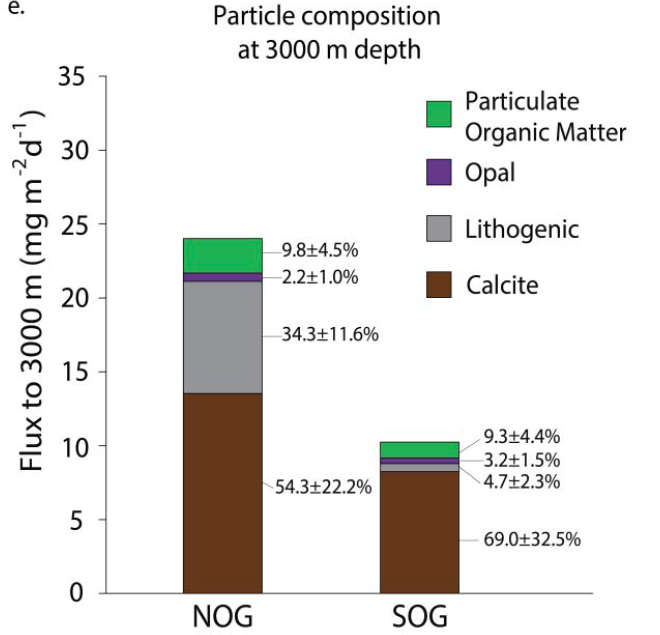 e.
Particle composition
at 3000 m depth
Flux to 3000 m (mg m⁻²d⁻¹)
35
30
25
20
15
10
5
0
Particulate
Organic Matter
Opal
Lithogenic
Calcite
9.8±4.5%
2.2±1.0%
34.3±11.6%
54.3±22.2%
9.3±4.4%
3.2±1.5%
4.7±2.3%
69.0±32.5%
NOG
SOG